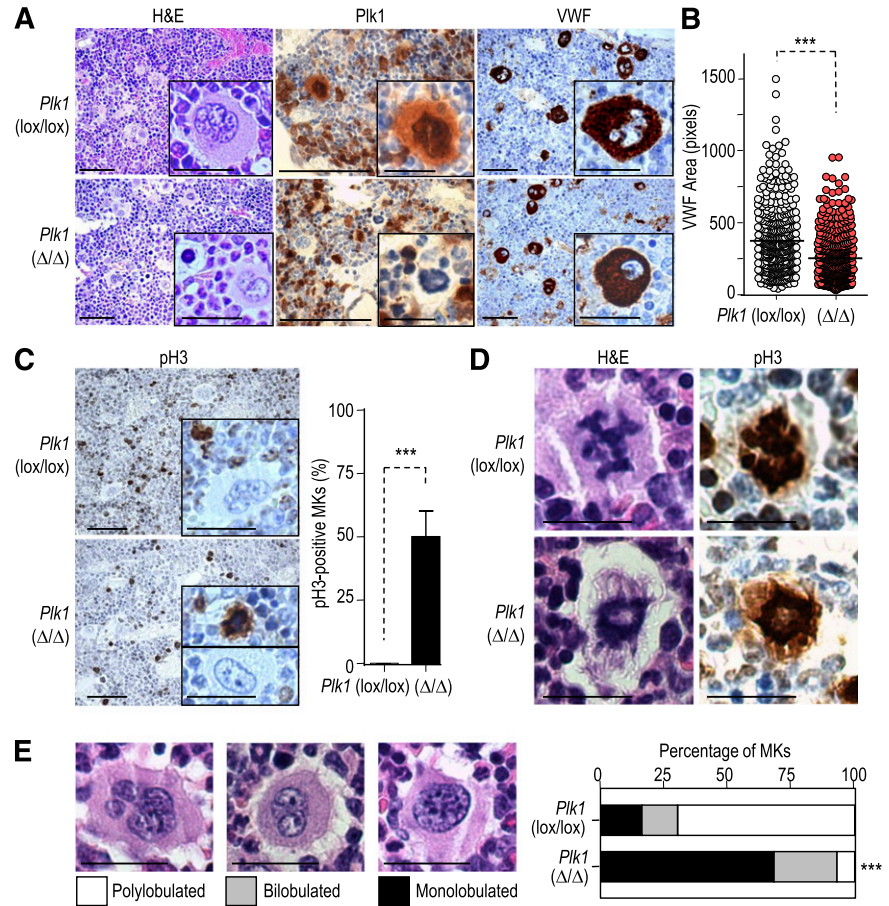 A
H&E
Plk1
VWF
Plk1
(lox/lox)
Plk1
(Δ/Δ)
B
***
1500
1000
500
0
VWF Area (pixels)
Plk1 (lox/lox)
(Δ/Δ)
C
pH3
Plk1
(lox/lox)
Plk1
(Δ/Δ)
100
75
50
25
0
pH3-positive MKs (%)
***
Plk1 (lox/lox) (Δ/Δ)
D
H&E
pH3
Plk1
(lox/lox)
Plk1
(Δ/Δ)
E
Polylobulated
Bilobulated
Monolobulated
Percentage of MKs
0 25 50 75 100
Plk1
(lox/lox)
Plk1
(Δ/Δ)
***